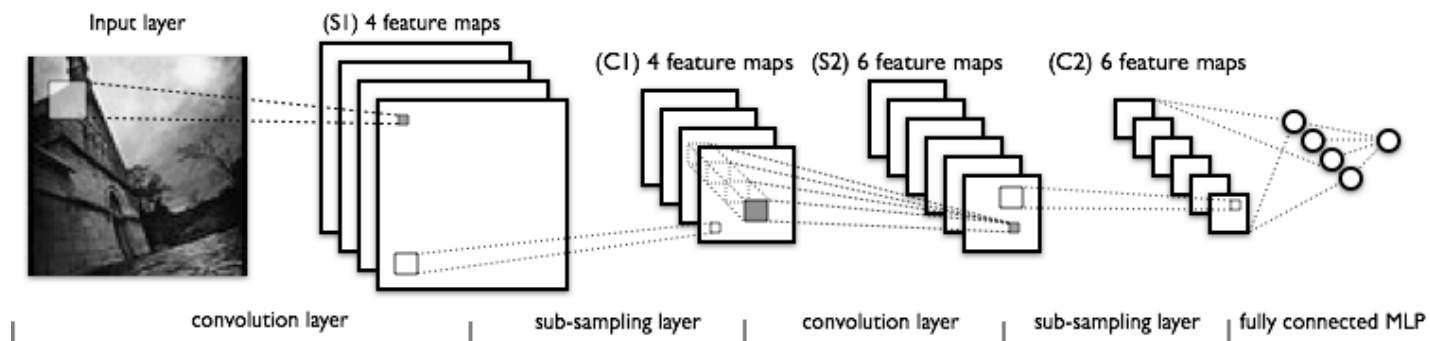 Input layer
(S1) 4 feature maps
(C1) 4 feature maps
(S2) 6 feature maps
(C2) 6 feature maps
convolution layer
sub-sampling layer
convolution layer
sub-sampling layer
fully connected MLP